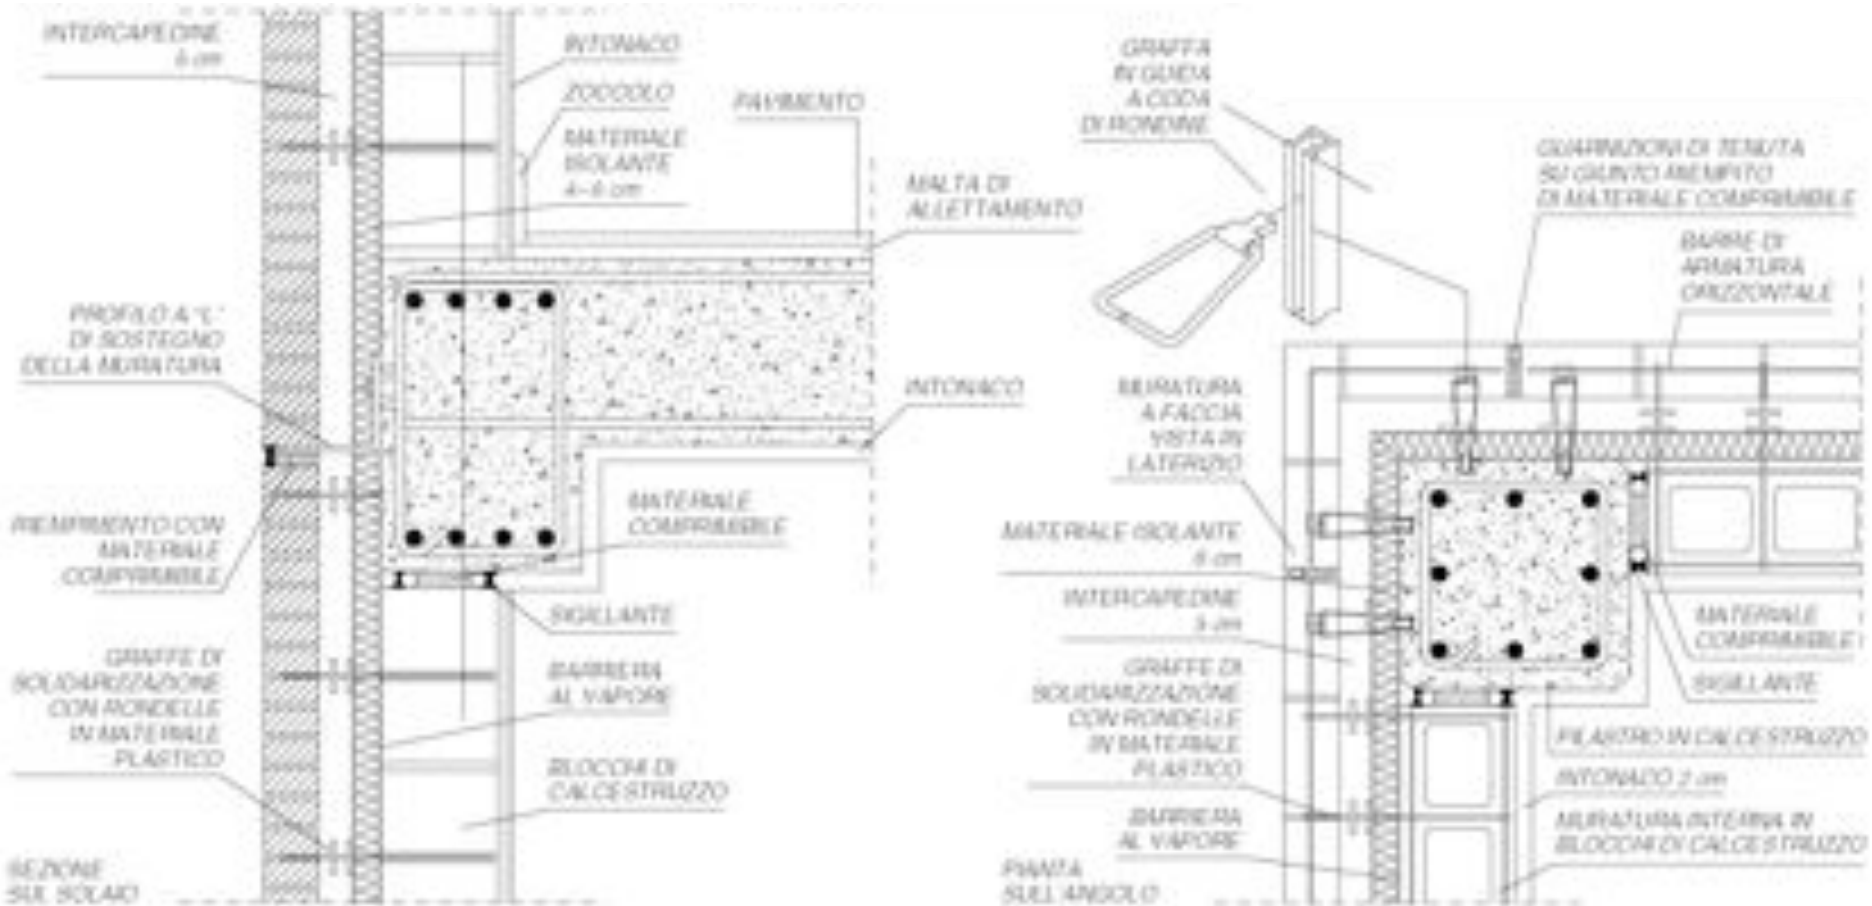 INTERCAPEDINE
INTONACO
ZOCCOLO
MATERIALE
ISOLANTE
4-6 cm
PAVIMENTO
MALTA DI
ALLETTAMENTO
PROFILO A "L"
DI SOSTEGNO
DELLA MURATURA
INTONACO
MATERIALE
COMPRIMIBILE
RIEMPIMENTO CON
MATERIALE
COMPRIMIBILE
SIGILLANTE
GRAFFE DI
SOLIDARIZZAZIONE
CON RONDELLE
IN MATERIALE
PLASTICO
BARRIERA
AL VAPORE
BLOCCHI DI
CALCESTRUZZO
SEZIONE
SUL SOLAIO
GRAFFA
IN GUIDA
A CODA
DI RONDINE
GUARNIZIONI DI TENUTA
SU GIUNTO RIEMPITO
DI MATERIALE COMPRIMIBILE
BARRE DI
ARMATURA
ORIZZONTALE
MURATURA
A FACCIA
VISTA IN
LATERIZIO
MATERIALE ISOLANTE
6 cm
INTERCAPEDINE
5 cm
GRAFFE DI
SOLIDARIZZAZIONE
CON RONDELLE
IN MATERIALE
PLASTICO
BARRIERA
AL VAPORE
PIANTA
SULL'ANGOLO
MATERIALE
COMPRIMIBILE
SIGILLANTE
PILASTRO IN CALCESTRUZZO
INTONACO 2 cm
MURATURA INTERNA IN
BLOCCHI DI CALCESTRUZZO